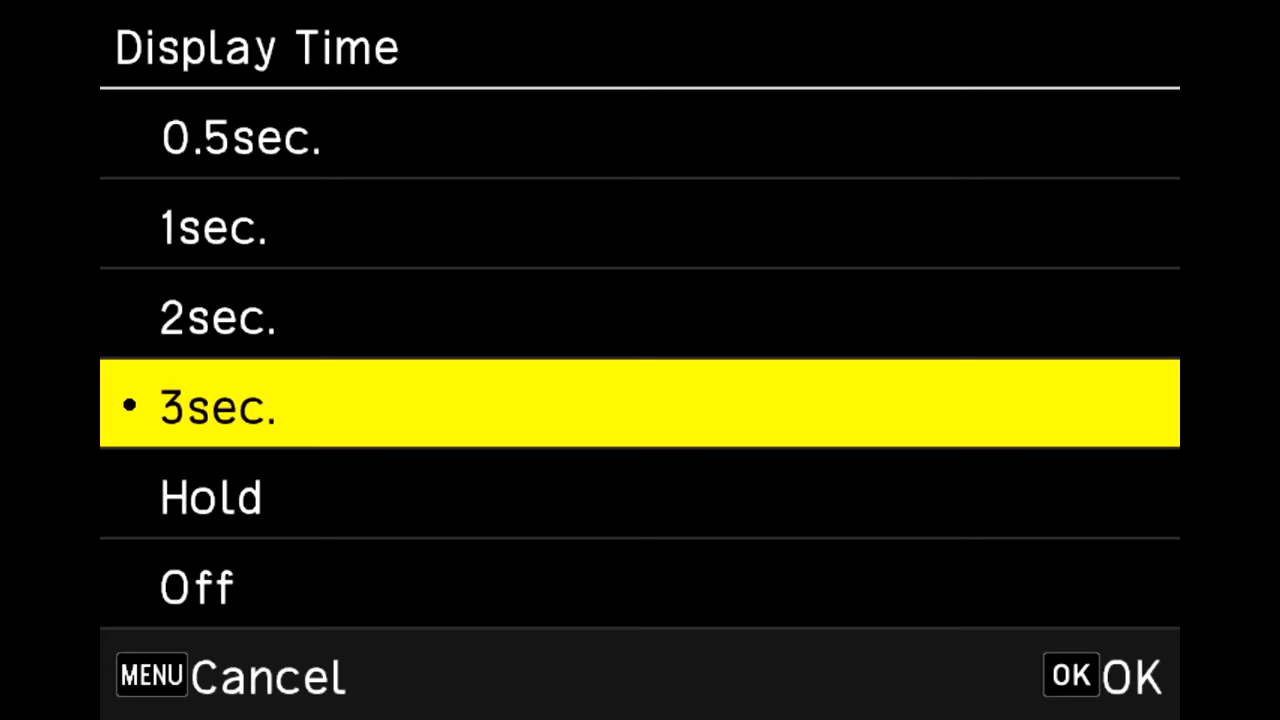 Display Time
0.5sec.
1sec.
2sec.
• 3sec.
Hold
Off
MENU Cancel OK OK